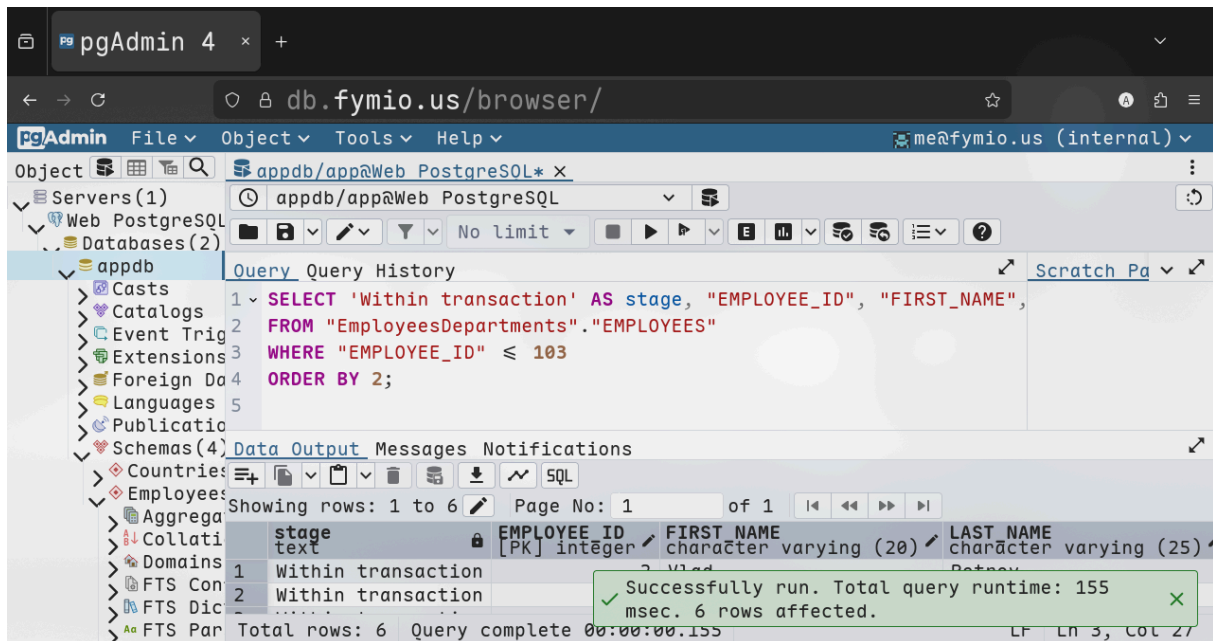 pgAdmin 4
db.fymio.us/browser/
pgAdmin File Object Tools Help me@fymio.us (internal)
Object appdb/app@Web PostgreSQL*
Servers(1)
appdb/app@Web PostgreSQL
Web PostgreSQL
No limit
Databases(2)
appdb
Query Query History Scratch Pa
Casts
1 SELECT 'Within transaction' AS stage, "EMPLOYEE_ID", "FIRST_NAME",
Catalogs
2 FROM "EmployeesDepartments"."EMPLOYEES"
Event Trig
Extensions
3 WHERE "EMPLOYEE_ID" <= 103
Foreign Da
4 ORDER BY 2;
Languages
5
Publicatio
Schemas(4)
Data Output Messages Notifications
Countries
SQL
Employees
Showing rows: 1 to 6 Page No: 1 of 1
Aggrega
Collati
stage EMPLOYEE_ID FIRST_NAME LAST_NAME
text [PK] integer character varying (20) character varying (25)
Domains
1 Within transaction
FTS Con
2 Within transaction
FTS Dic
Successfully run. Total query runtime: 155
msec. 6 rows affected.
FTS Par
Total rows: 6 Query complete 00:00:00.155 LF Ln 3, Col 27